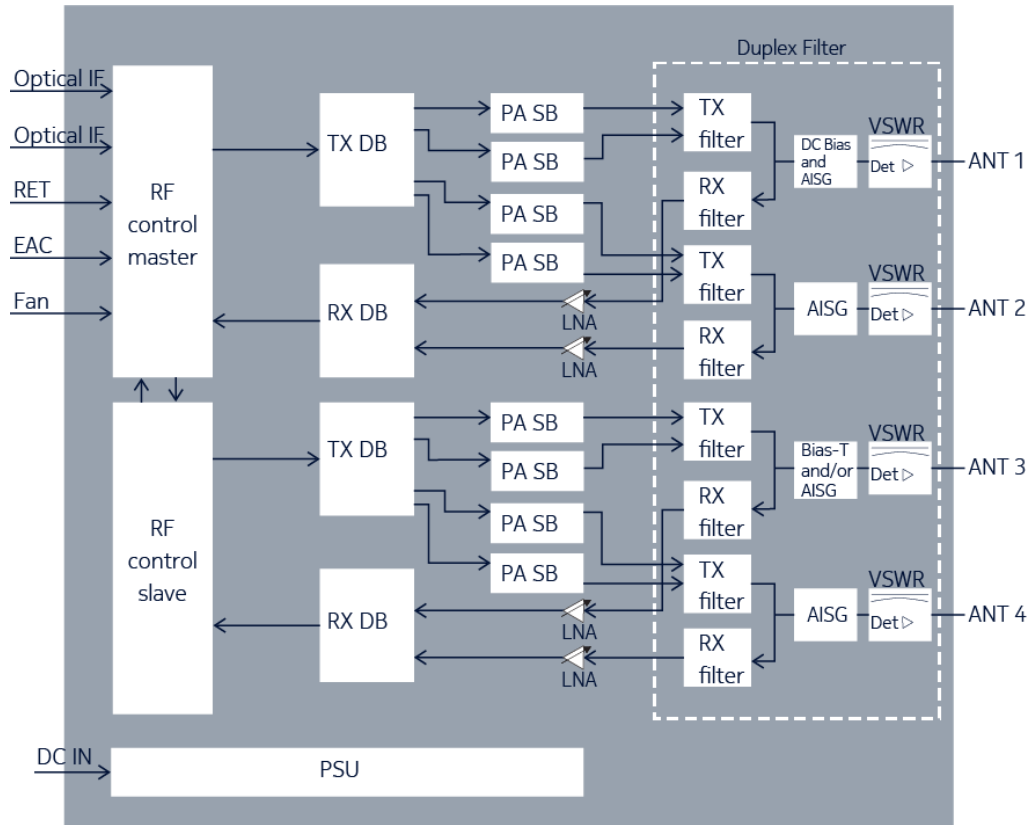 Duplex Filter
Optical IF
Optical IF
RET
EAC
Fan
RF
control
master
TX DB
RX DB
PA SB
PA SB
PA SB
PA SB
LNA
LNA
TX
filter
RX
filter
TX
filter
RX
filter
DC Bias
and
AISG
VSWR
Det
ANT 1
AISG
VSWR
Det
ANT 2
RF
control
slave
TX DB
RX DB
PA SB
PA SB
PA SB
PA SB
LNA
LNA
TX
filter
RX
filter
TX
filter
RX
filter
Bias-T
and/or
AISG
VSWR
Det
ANT 3
AISG
VSWR
Det
ANT 4
DC IN
PSU